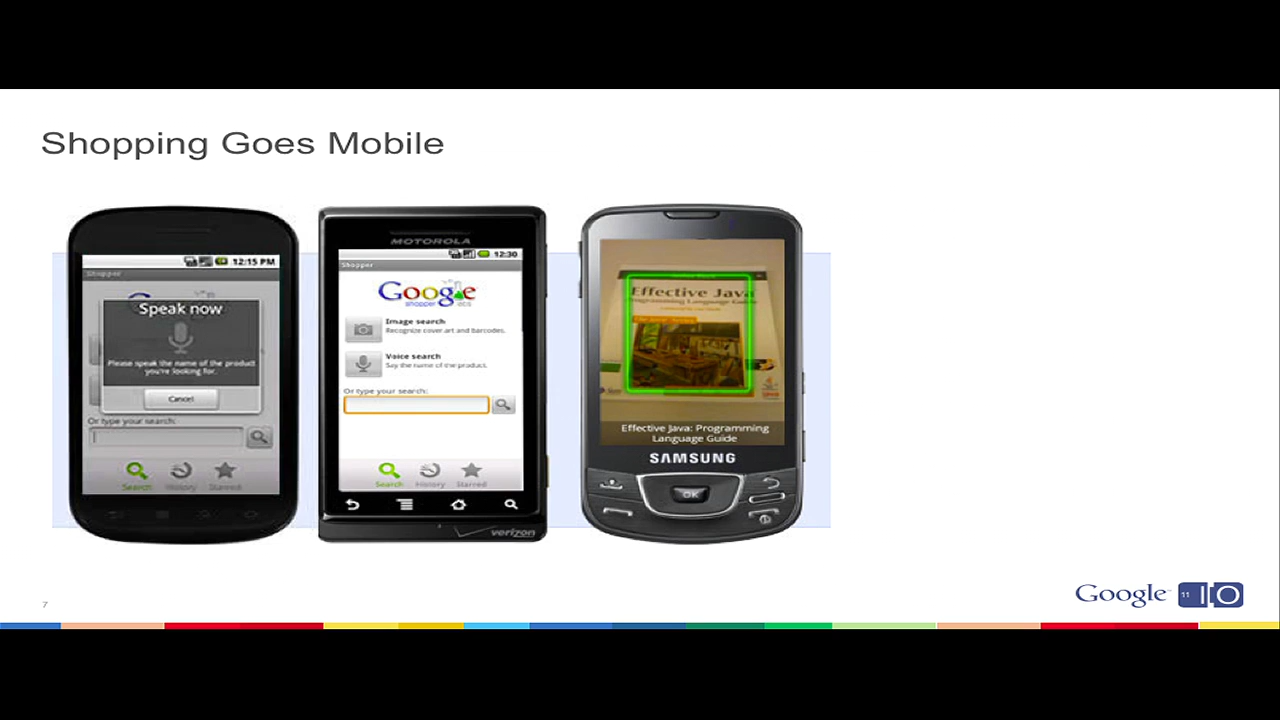 Shopping Goes Mobile
12:15 PM
Shopper
Speak now
Please speak the name of the product
you're looking for.
Cancel
Or type your search:
Search History Starred
MOTOROLA
12:30
Shopper
Google
shopper labs
Image search
Recognize cover art and barcodes.
Voice search
Say the name of the product.
Or type your search:
Search History Starred
verizon
Effective Java
Programming Language Guide
Effective Java: Programming
Language Guide
SAMSUNG
OK
7
Google 11 IO